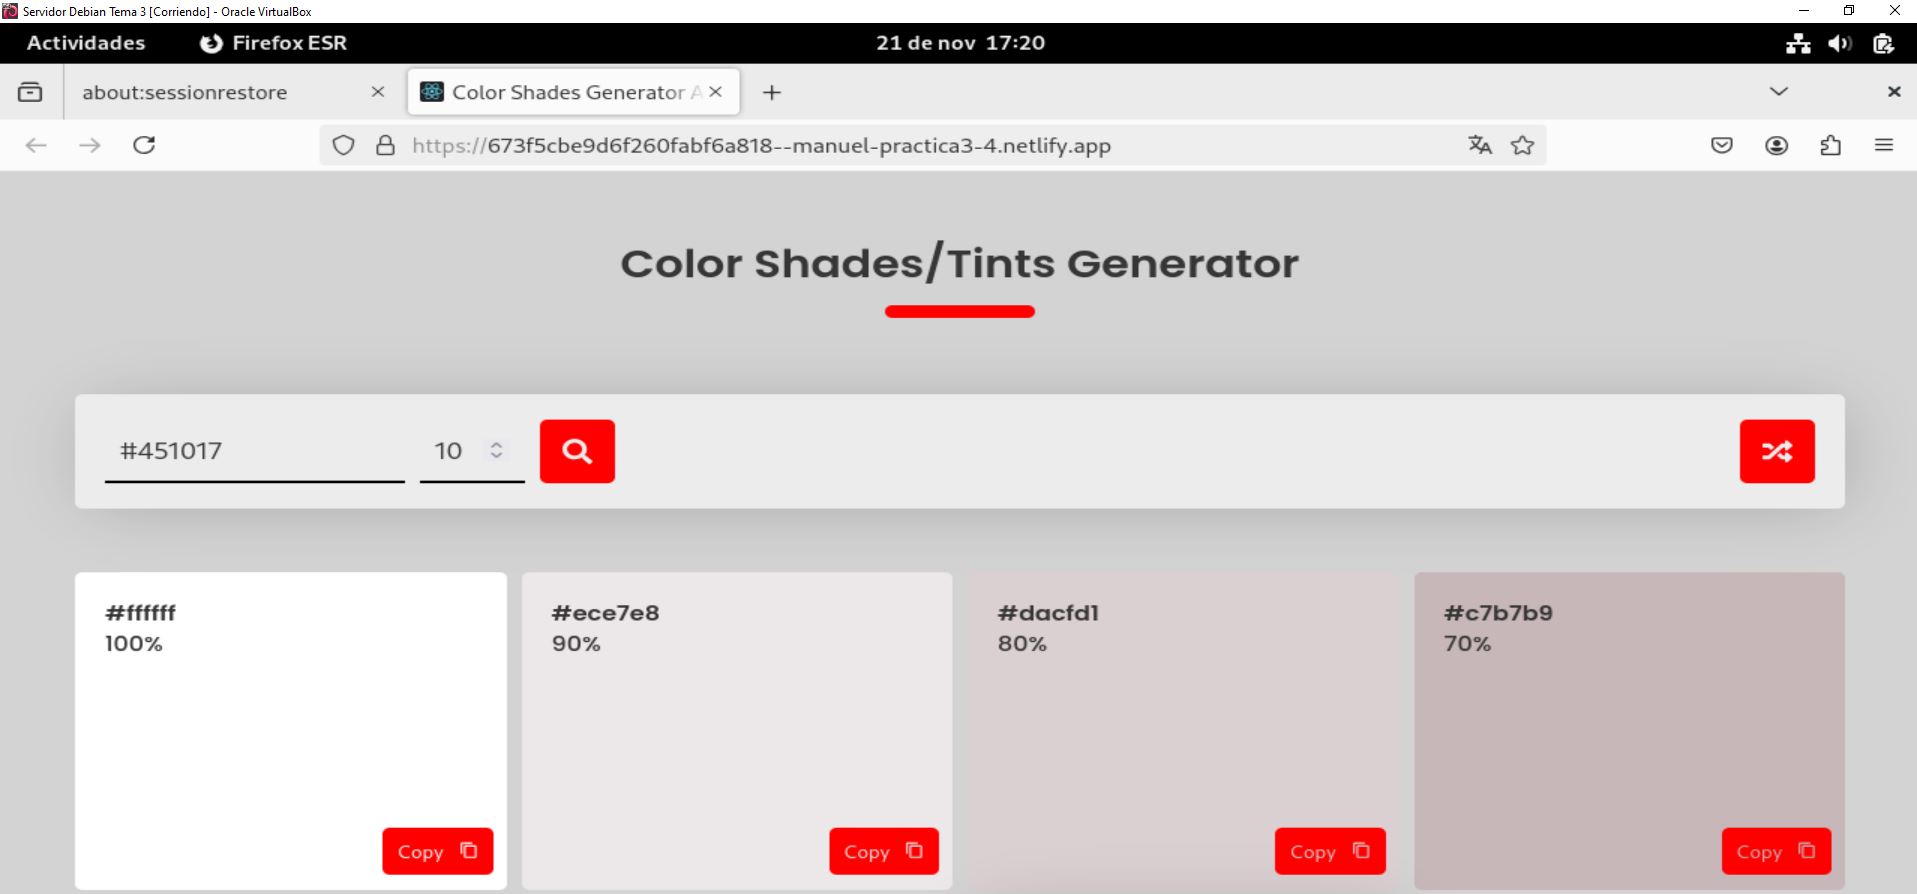 Servidor Debian Tema 3 [Corriendo] - Oracle VirtualBox
Actividades Firefox ESR 21 de nov 17:20
about:sessionrestore Color Shades Generator A
https://673f5cbe9d6f260fabf6a818--manuel-practica3-4.netlify.app
Color Shades/Tints Generator
#451017 10
#ffffff #ece7e8 #dacfd1 #c7b7b9
100% 90% 80% 70%
Copy Copy Copy Copy